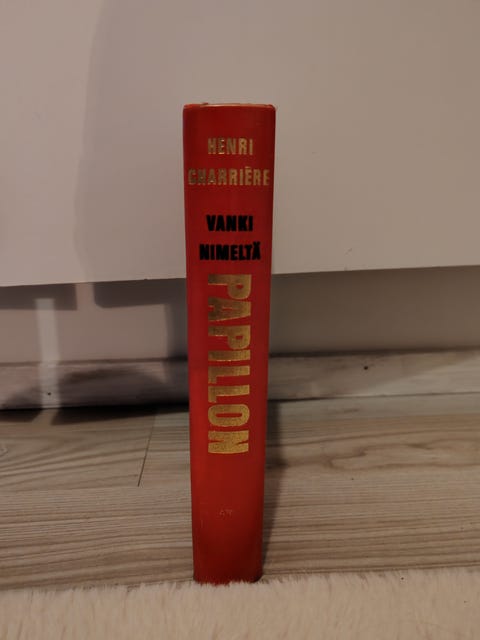 HENRI
CHARRIÈRE
VANKI
NIMELTÄ
PAPILLON